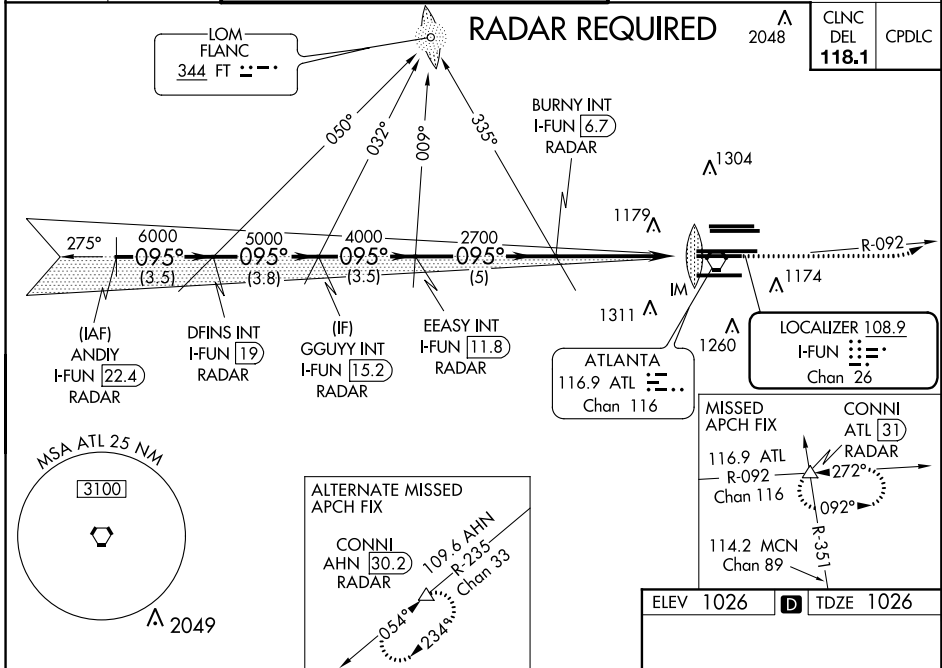 RADAR REQUIRED
2048
CLNC
DEL
118.1
CPDLC
LOM
FLANC
344 FT
050°
032°
009°
335°
BURNY INT
I-FUN 6.7
RADAR
1304
1179
275°
6000
095°
(3.5)
5000
095°
(3.8)
4000
095°
(3.5)
2700
095°
(5)
R-092
IM
1174
1311
1260
(IAF)
ANDIY
I-FUN 22.4
RADAR
DFINS INT
I-FUN 19
RADAR
(IF)
GGUYY INT
I-FUN 15.2
RADAR
EEASY INT
I-FUN 11.8
RADAR
ATLANTA
116.9 ATL
Chan 116
LOCALIZER 108.9
I-FUN
Chan 26
MSA ATL 25 NM
3100
2049
ALTERNATE MISSED
APCH FIX
CONNI
AHN 30.2
RADAR
109.6 AHN
R-235
Chan 33
054°
234°
MISSED
APCH FIX
CONNI
ATL 31
RADAR
116.9 ATL
R-092
Chan 116
272°
092°
R-351
114.2 MCN
Chan 89
ELEV 1026
D
TDZE 1026